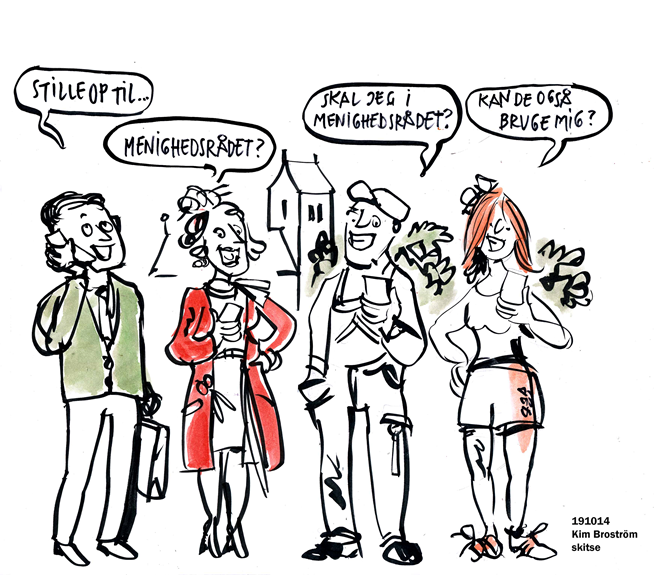 STILLE OP TIL...
MENIGHEDSRÅDET?
SKAL JEG I
MENIGHEDSRÅDET?
KAN DE OGSÅ
BRUGE MIG?
191014
Kim Broström
skitse